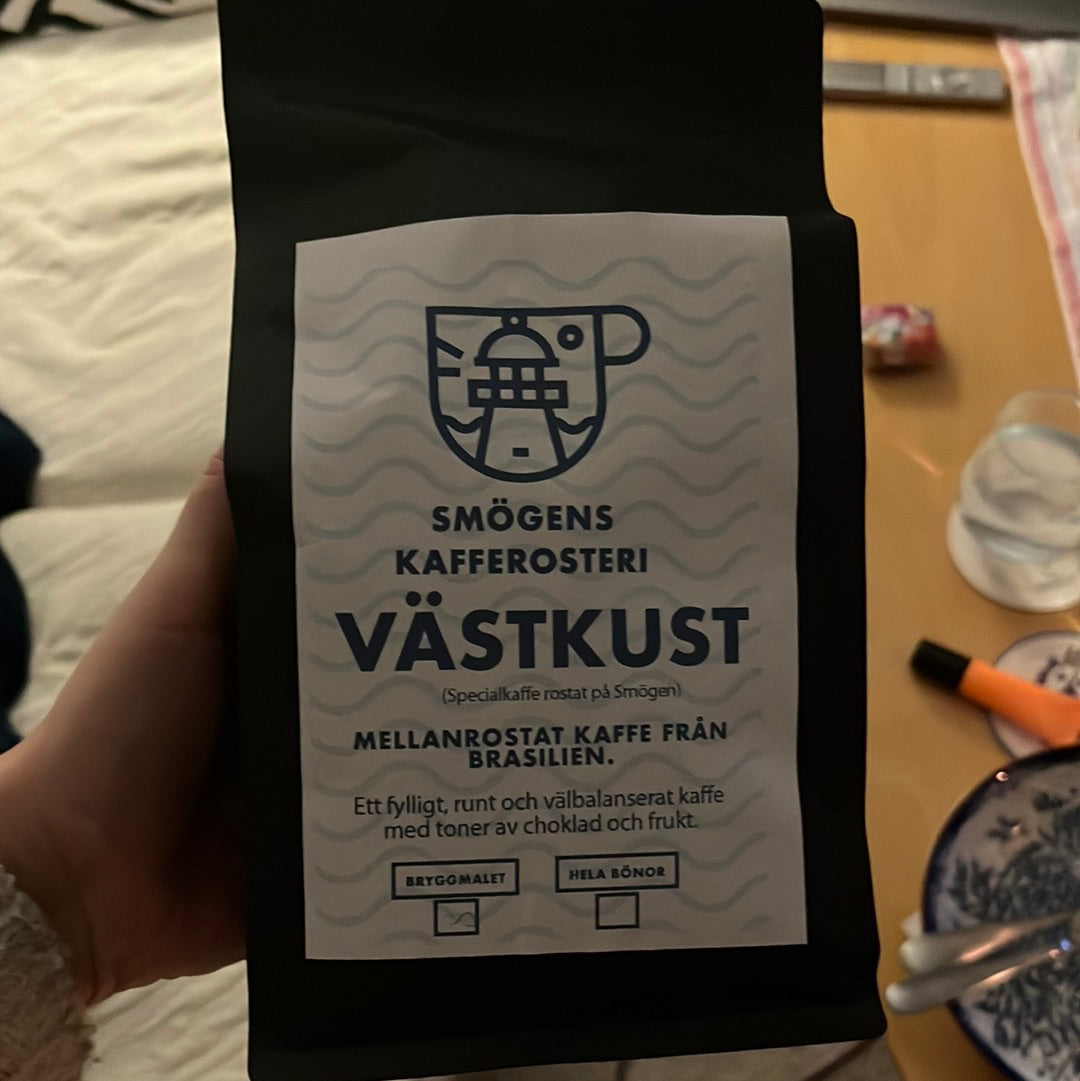 SMÖGENS
KAFFEROSTERI
VÄSTKUST
(Specialkaffe rostat på Smögen)
MELLANROSTAT KAFFE FRÅN
BRASILIEN.
Ett fylligt, runt och välbalanserat kaffe
med toner av choklad och frukt.
BRYGGMALET HELA BÖNOR